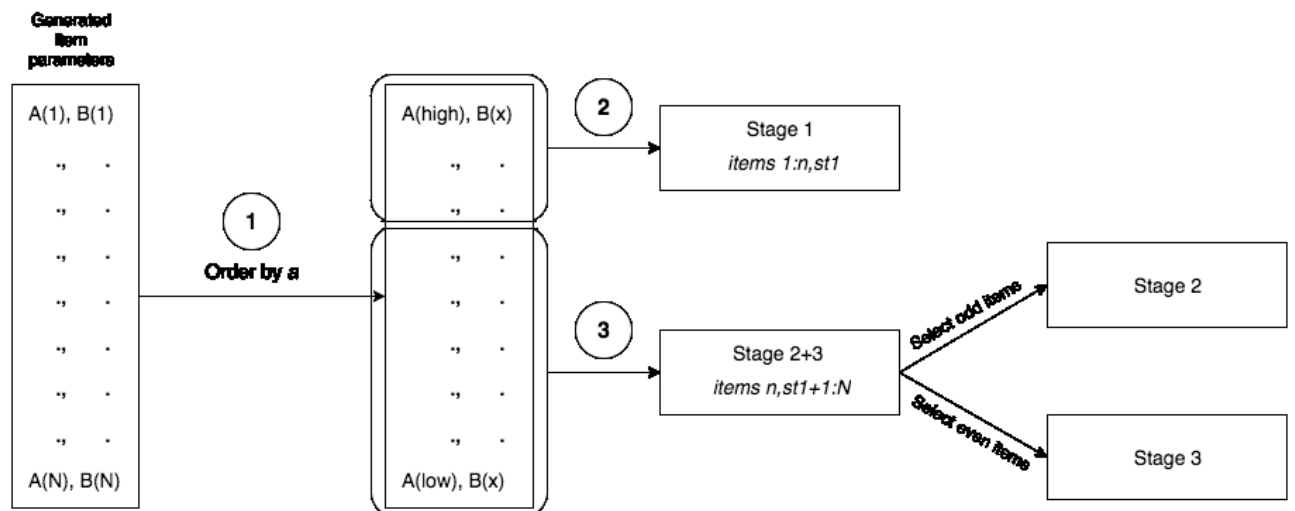 Generated
item
parameters
A(1), B(1)
., .
., .
., .
., .
., .
., .
., .
A(N), B(N)
1
Order by a
A(high), B(x)
., .
., .
., .
., .
., .
., .
., .
A(low), B(x)
2
Stage 1
items 1:n,st1
3
Stage 2+3
items n,st1+1:N
Select odd items
Stage 2
Select even items
Stage 3